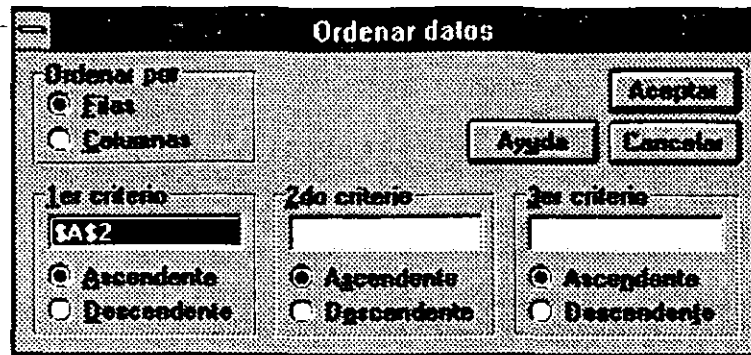 Ordenar datos
Ordenar por
Filas
Columnas
Aceptar
Ayuda
Cancelar
1er criterio
2do criterio
3er criterio
$A$2
Ascendente
Ascendente
Ascendente
Descendente
Descendente
Descendente